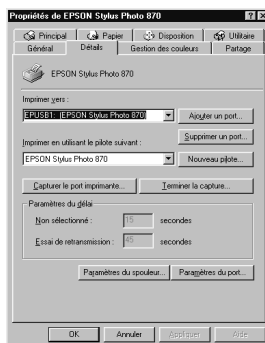 Propriétés de EPSON Stylus Photo 870
Principal Papier Disposition Utilitaire
Général Détails Gestion des couleurs Partage
EPSON Stylus Photo 870
Imprimer vers :
EPUSB1: (EPSON Stylus Photo 870)
Ajouter un port...
Supprimer un port...
Imprimer en utilisant le pilote suivant :
EPSON Stylus Photo 870
Nouveau pilote...
Capturer le port imprimante... Terminer la capture...
Paramètres du délai
Non sélectionné : 15 secondes
Essai de retransmission : 45 secondes
Paramètres du spouleur... Paramètres du port...
OK Annuler Appliquer Aide